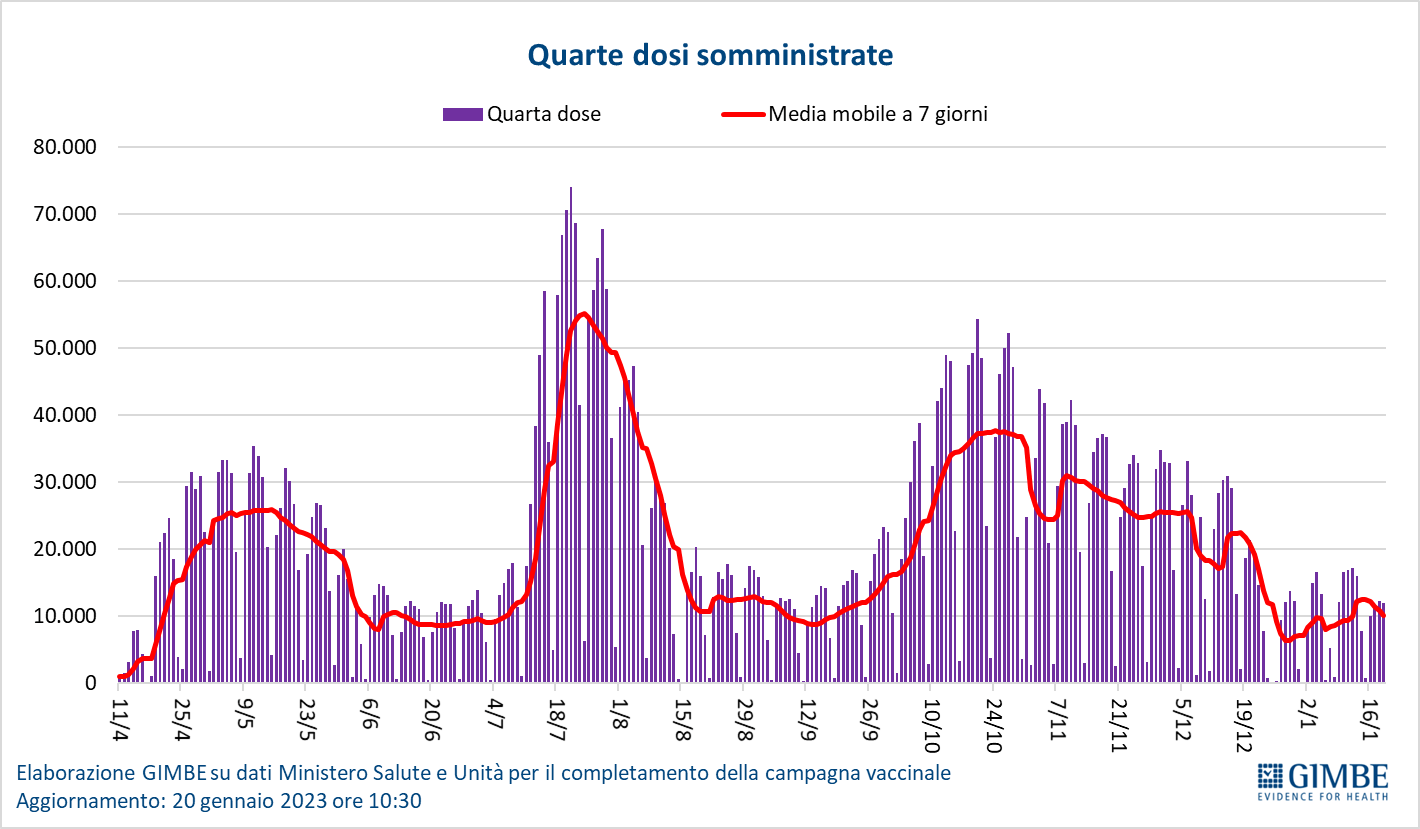 Quarte dosi somministrate
Quarta dose Media mobile a 7 giorni
80.000
70.000
60.000
50.000
40.000
30.000
20.000
10.000
0
11/4 25/4 9/5 23/5 6/6 20/6 4/7 18/7 1/8 15/8 29/8 12/9 26/9 10/10 24/10 7/11 21/11 5/12 19/12 2/1 16/1
Elaborazione GIMBE su dati Ministero Salute e Unità per il completamento della campagna vaccinale
Aggiornamento: 20 gennaio 2023 ore 10:30
GIMBE
EVIDENCE FOR HEALTH